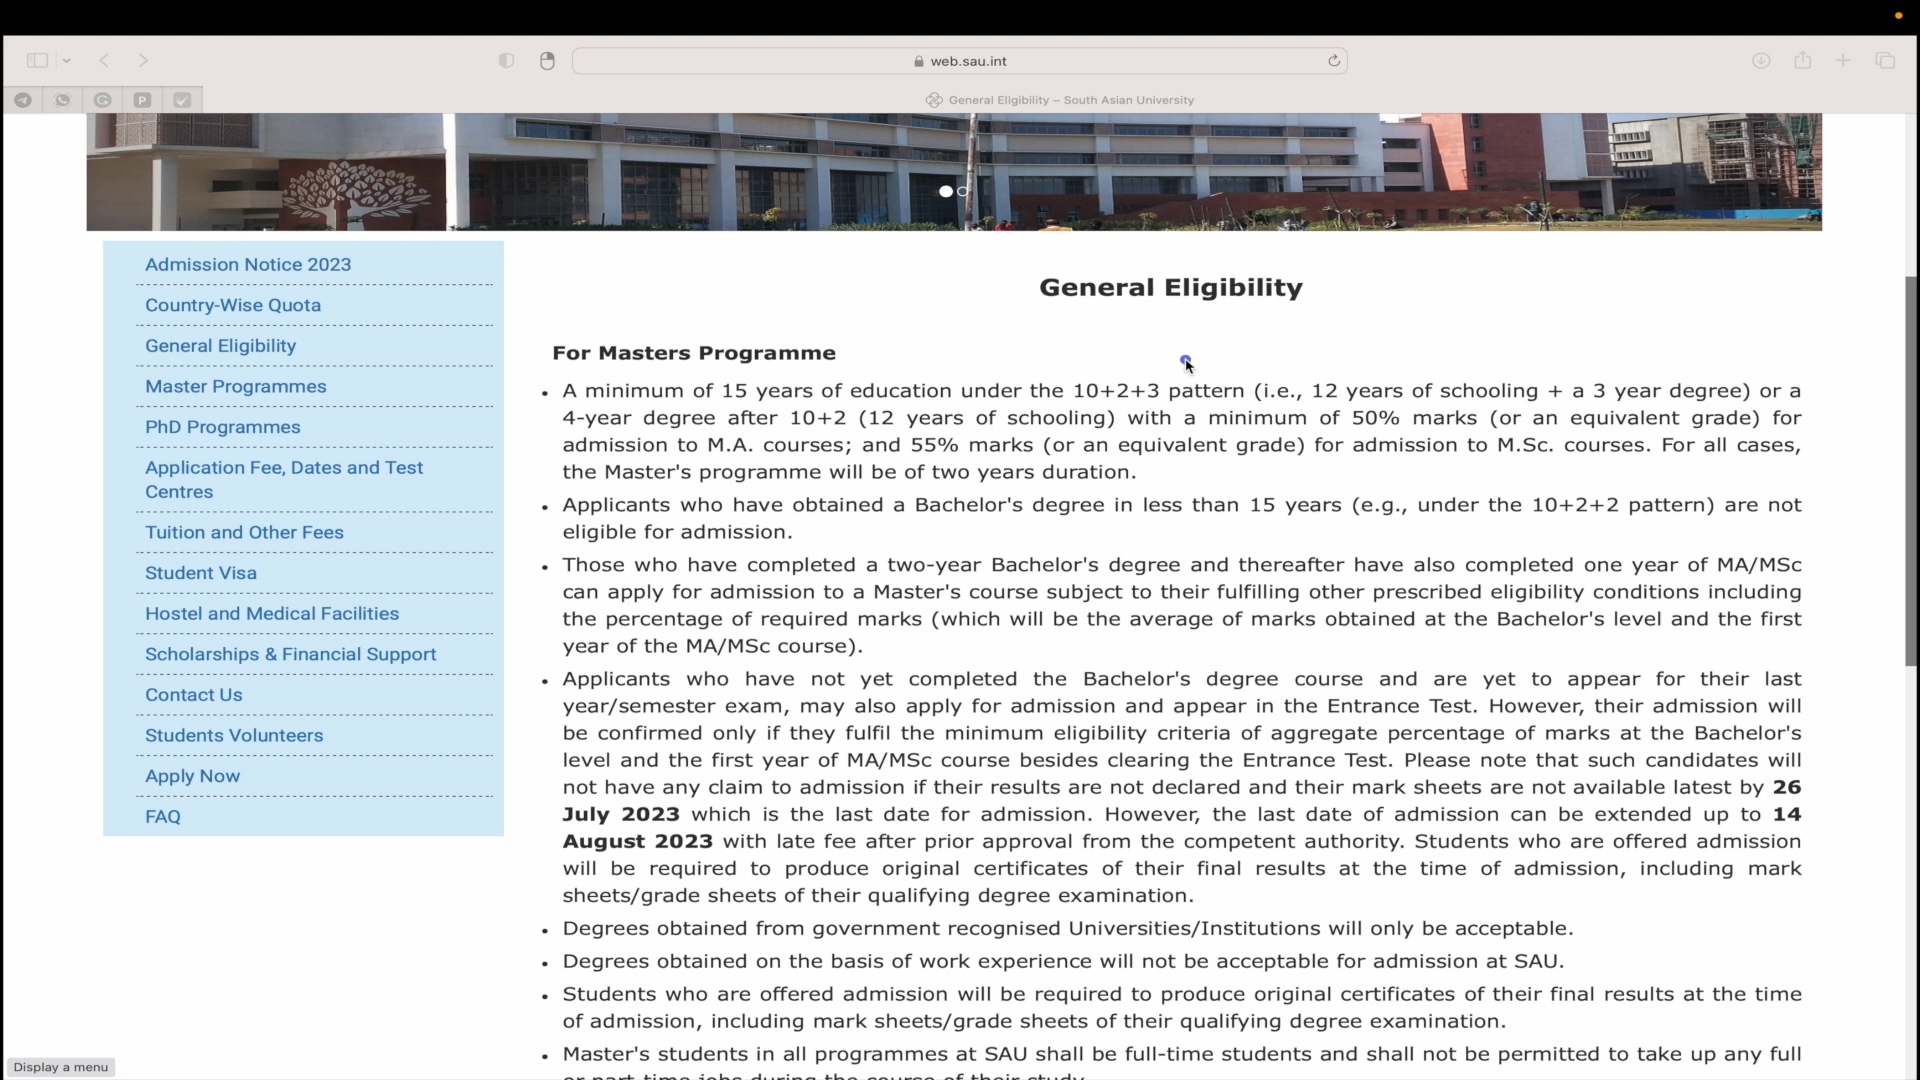 web.sau.int
P
General Eligibility – South Asian University
Admission Notice 2023
Country-Wise Quota
General Eligibility
Master Programmes
PhD Programmes
Application Fee, Dates and Test
Centres
Tuition and Other Fees
Student Visa
Hostel and Medical Facilities
Scholarships & Financial Support
Contact Us
Students Volunteers
Apply Now
FAQ
General Eligibility
For Masters Programme
• A minimum of 15 years of education under the 10+2+3 pattern (i.e., 12 years of schooling + a 3 year degree) or a
4-year degree after 10+2 (12 years of schooling) with a minimum of 50% marks (or an equivalent grade) for
admission to M.A. courses; and 55% marks (or an equivalent grade) for admission to M.Sc. courses. For all cases,
the Master's programme will be of two years duration.
• Applicants who have obtained a Bachelor's degree in less than 15 years (e.g., under the 10+2+2 pattern) are not
eligible for admission.
• Those who have completed a two-year Bachelor's degree and thereafter have also completed one year of MA/MSc
can apply for admission to a Master's course subject to their fulfilling other prescribed eligibility conditions including
the percentage of required marks (which will be the average of marks obtained at the Bachelor's level and the first
year of the MA/MSc course).
• Applicants who have not yet completed the Bachelor's degree course and are yet to appear for their last
year/semester exam, may also apply for admission and appear in the Entrance Test. However, their admission will
be confirmed only if they fulfil the minimum eligibility criteria of aggregate percentage of marks at the Bachelor's
level and the first year of MA/MSc course besides clearing the Entrance Test. Please note that such candidates will
not have any claim to admission if their results are not declared and their mark sheets are not available latest by 26
July 2023 which is the last date for admission. However, the last date of admission can be extended up to 14
August 2023 with late fee after prior approval from the competent authority. Students who are offered admission
will be required to produce original certificates of their final results at the time of admission, including mark
sheets/grade sheets of their qualifying degree examination.
• Degrees obtained from government recognised Universities/Institutions will only be acceptable.
• Degrees obtained on the basis of work experience will not be acceptable for admission at SAU.
• Students who are offered admission will be required to produce original certificates of their final results at the time
of admission, including mark sheets/grade sheets of their qualifying degree examination.
• Master's students in all programmes at SAU shall be full-time students and shall not be permitted to take up any full
or part-time jobs during the course of their study.
Display a menu